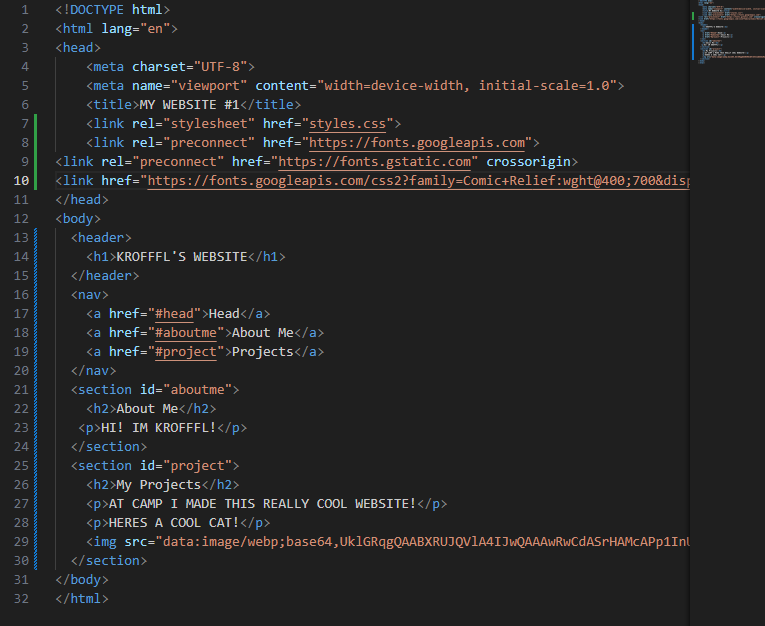 1 <!DOCTYPE html>
2 <html lang="en">
3 <head>
4 <meta charset="UTF-8">
5 <meta name="viewport" content="width=device-width, initial-scale=1.0">
6 <title>MY WEBSITE #1</title>
7 <link rel="stylesheet" href="styles.css">
8 <link rel="preconnect" href="https://fonts.googleapis.com">
9 <link rel="preconnect" href="https://fonts.gstatic.com" crossorigin>
10 <link href="https://fonts.googleapis.com/css2?family=Comic+Relief:wght@400;700&disp
11 </head>
12 <body>
13 <header>
14 <h1>KROFFFL'S WEBSITE</h1>
15 </header>
16 <nav>
17 <a href="#head">Head</a>
18 <a href="#aboutme">About Me</a>
19 <a href="#project">Projects</a>
20 </nav>
21 <section id="aboutme">
22 <h2>About Me</h2>
23 <p>HI! IM KROFFFL!</p>
24 </section>
25 <section id="project">
26 <h2>My Projects</h2>
27 <p>AT CAMP I MADE THIS REALLY COOL WEBSITE!</p>
28 <p>HERES A COOL CAT!</p>
29 <img src="data:image/webp;base64,UklGRqgQAABXRUJQVlA4IJwQAAAwRwCdASrHAMcAPp1InU
30 </section>
31 </body>
32 </html>